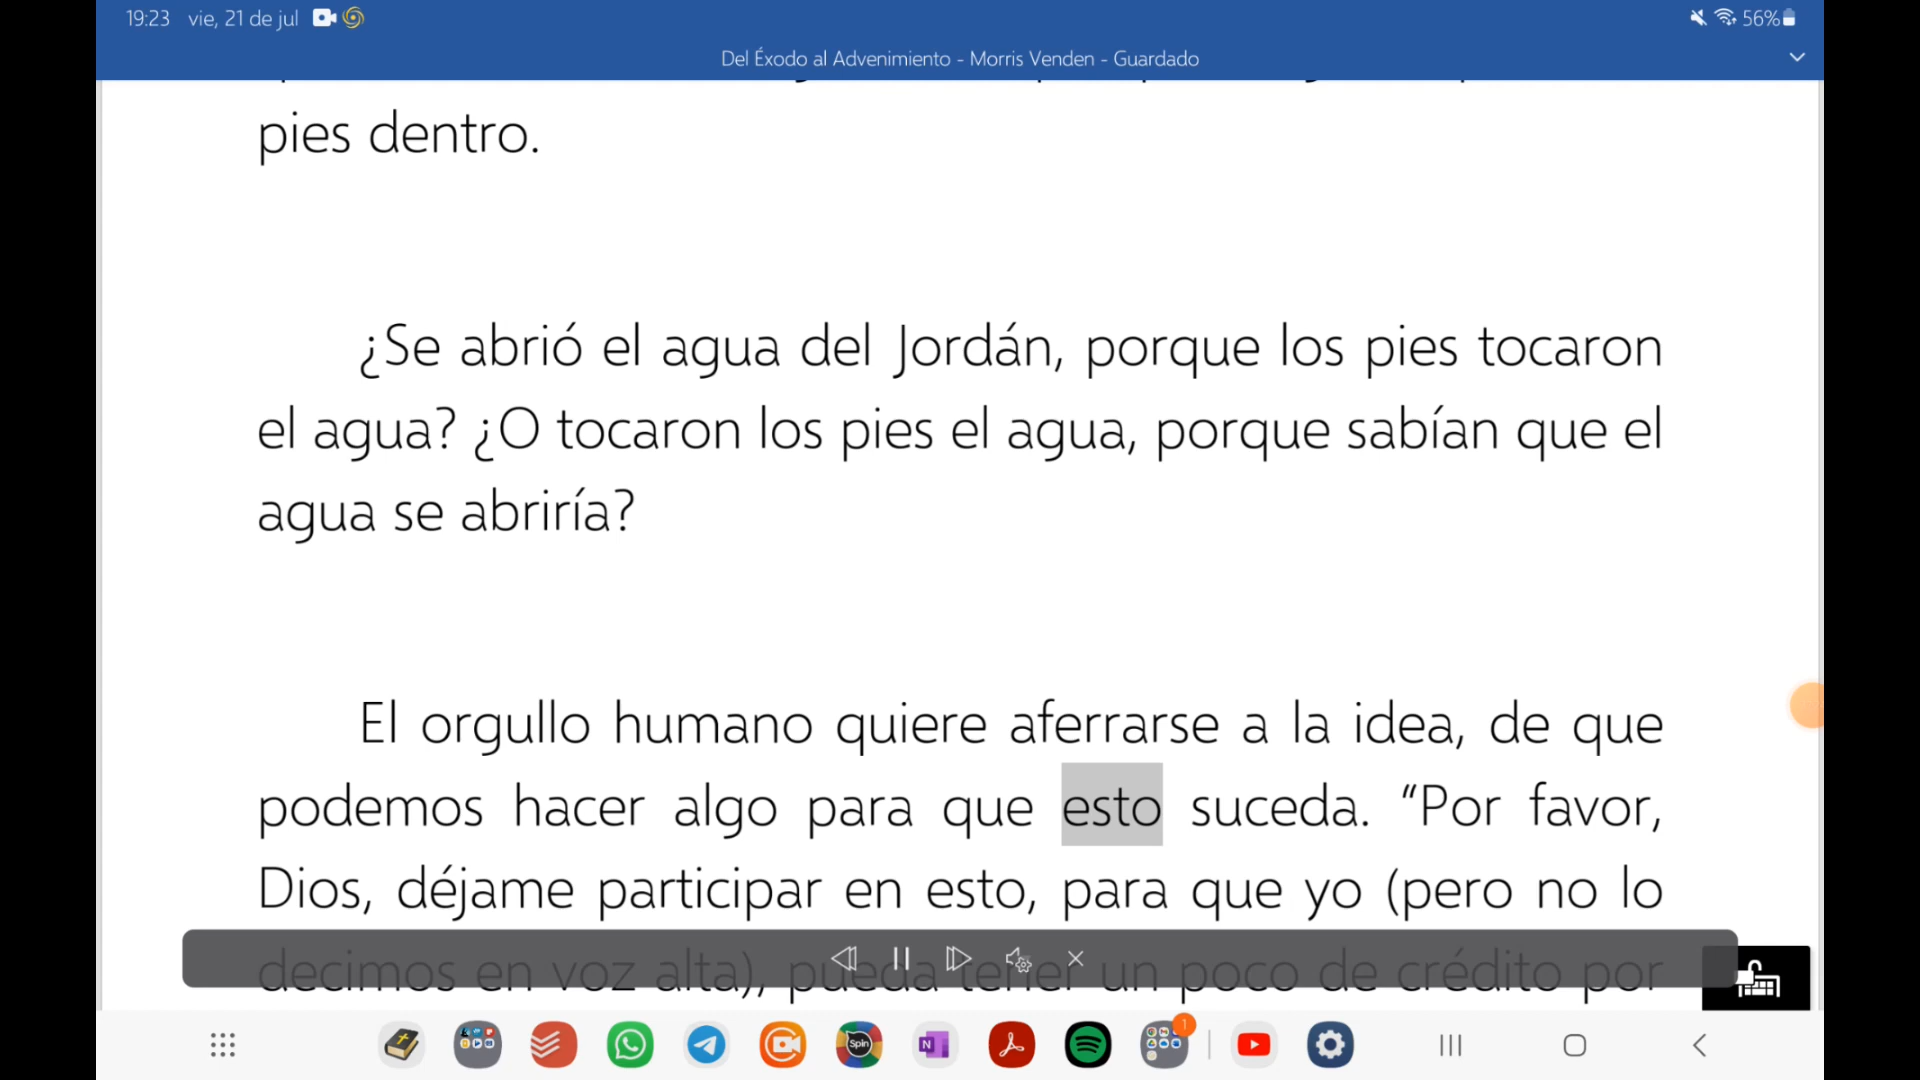 19:23 vie, 21 de jul 56%
Del Éxodo al Advenimiento - Morris Venden - Guardado
pies dentro.
¿Se abrió el agua del Jordán, porque los pies tocaron
el agua? ¿O tocaron los pies el agua, porque sabían que el
agua se abriría?
El orgullo humano quiere aferrarse a la idea, de que
podemos hacer algo para que esto suceda. “Por favor,
Dios, déjame participar en esto, para que yo (pero no lo
decimos en voz alta), pueda tener un poco de crédito por
Spin
N
1